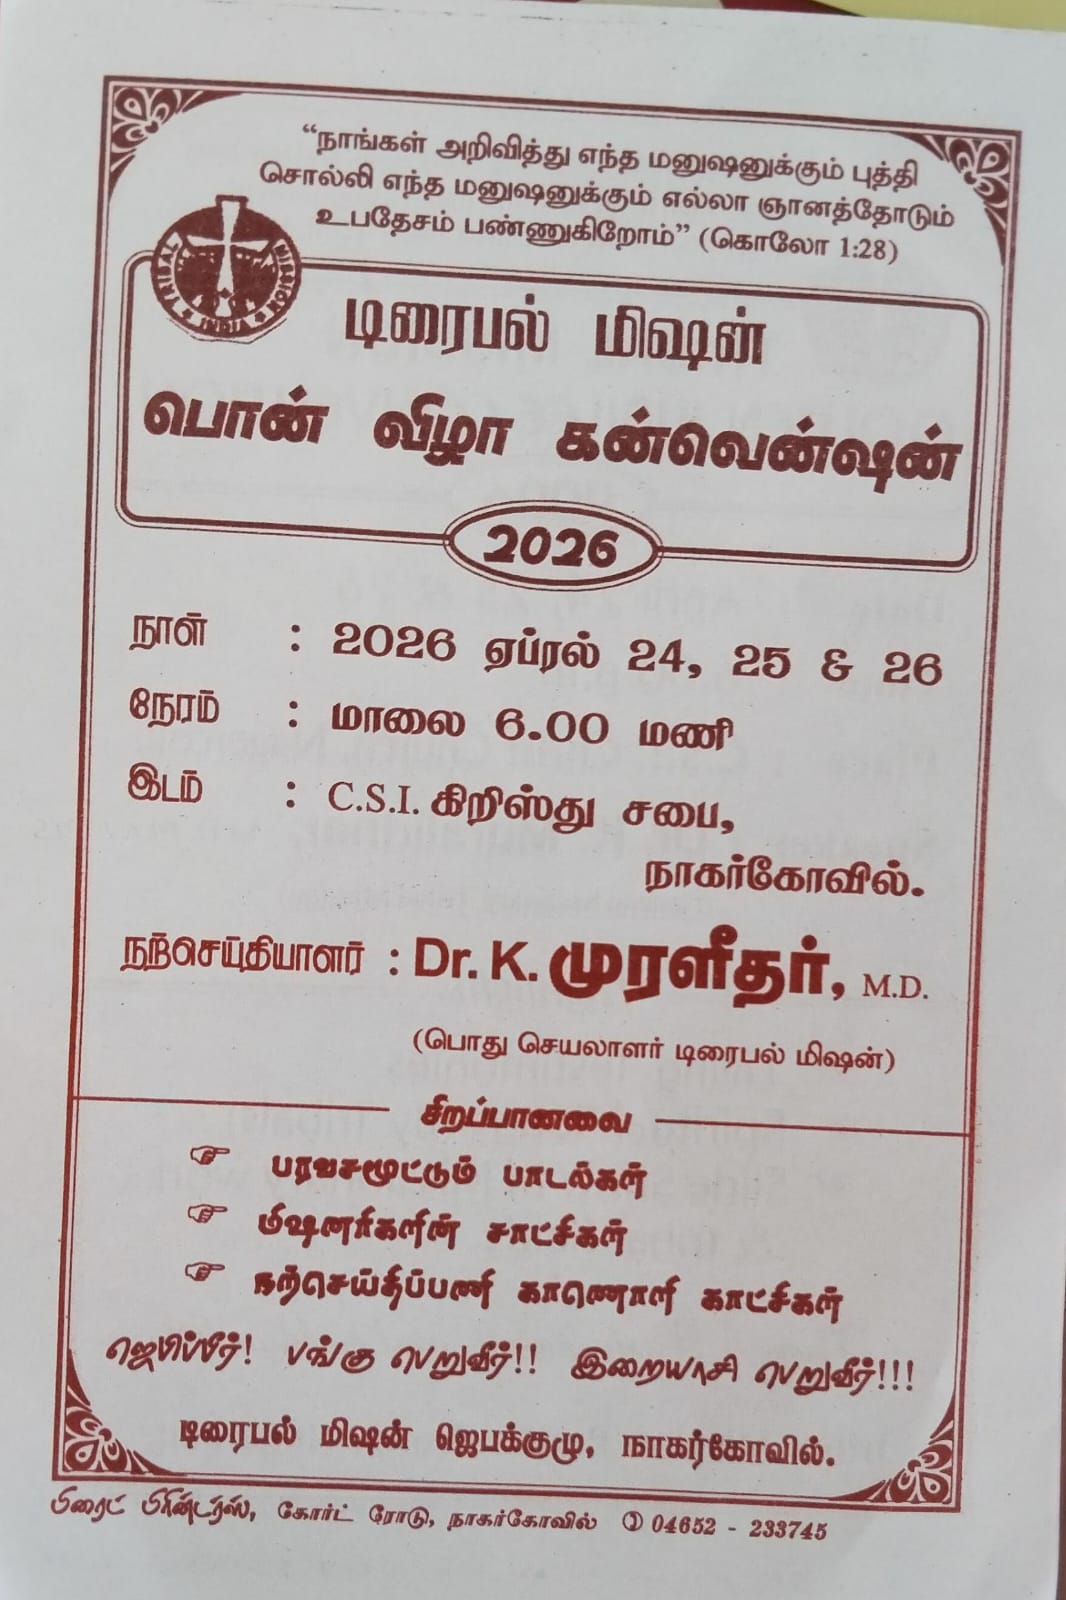 “நாங்கள் அறிவித்து எந்த மனுஷனுக்கும் புத்தி
சொல்லி எந்த மனுஷனுக்கும் எல்லா ஞானத்தோடும்
உபதேசம் பண்ணுகிறோம்” (கொலோ 1:28)
TRIBAL MISSION
INDIA
டிரைபல் மிஷன்
பொன் விழா கன்வென்ஷன்
2026
நாள் : 2026 ஏப்ரல் 24, 25 & 26
நேரம் : மாலை 6.00 மணி
இடம் : C.S.I. கிறிஸ்து சபை,
நாகர்கோவில்.
நற்செய்தியாளர் : Dr. K. முரளீதர், M.D.
(பொது செயலாளர் டிரைபல் மிஷன்)
சிறப்பானவை
பரவசமூட்டும் பாடல்கள்
மிஷனரிகளின் சாட்சிகள்
நற்செய்திப்பணி காணொளி காட்சிகள்
ஜெபிப்பீர்! பங்கு பெறுவீர்!! இறையாசி பெறுவீர்!!!
டிரைபல் மிஷன் ஜெபக்குழு, நாகர்கோவில்.
பிரைட் பிரிண்டர்ஸ், கோர்ட் ரோடு, நாகர்கோவில் ✆ 04652 - 233745